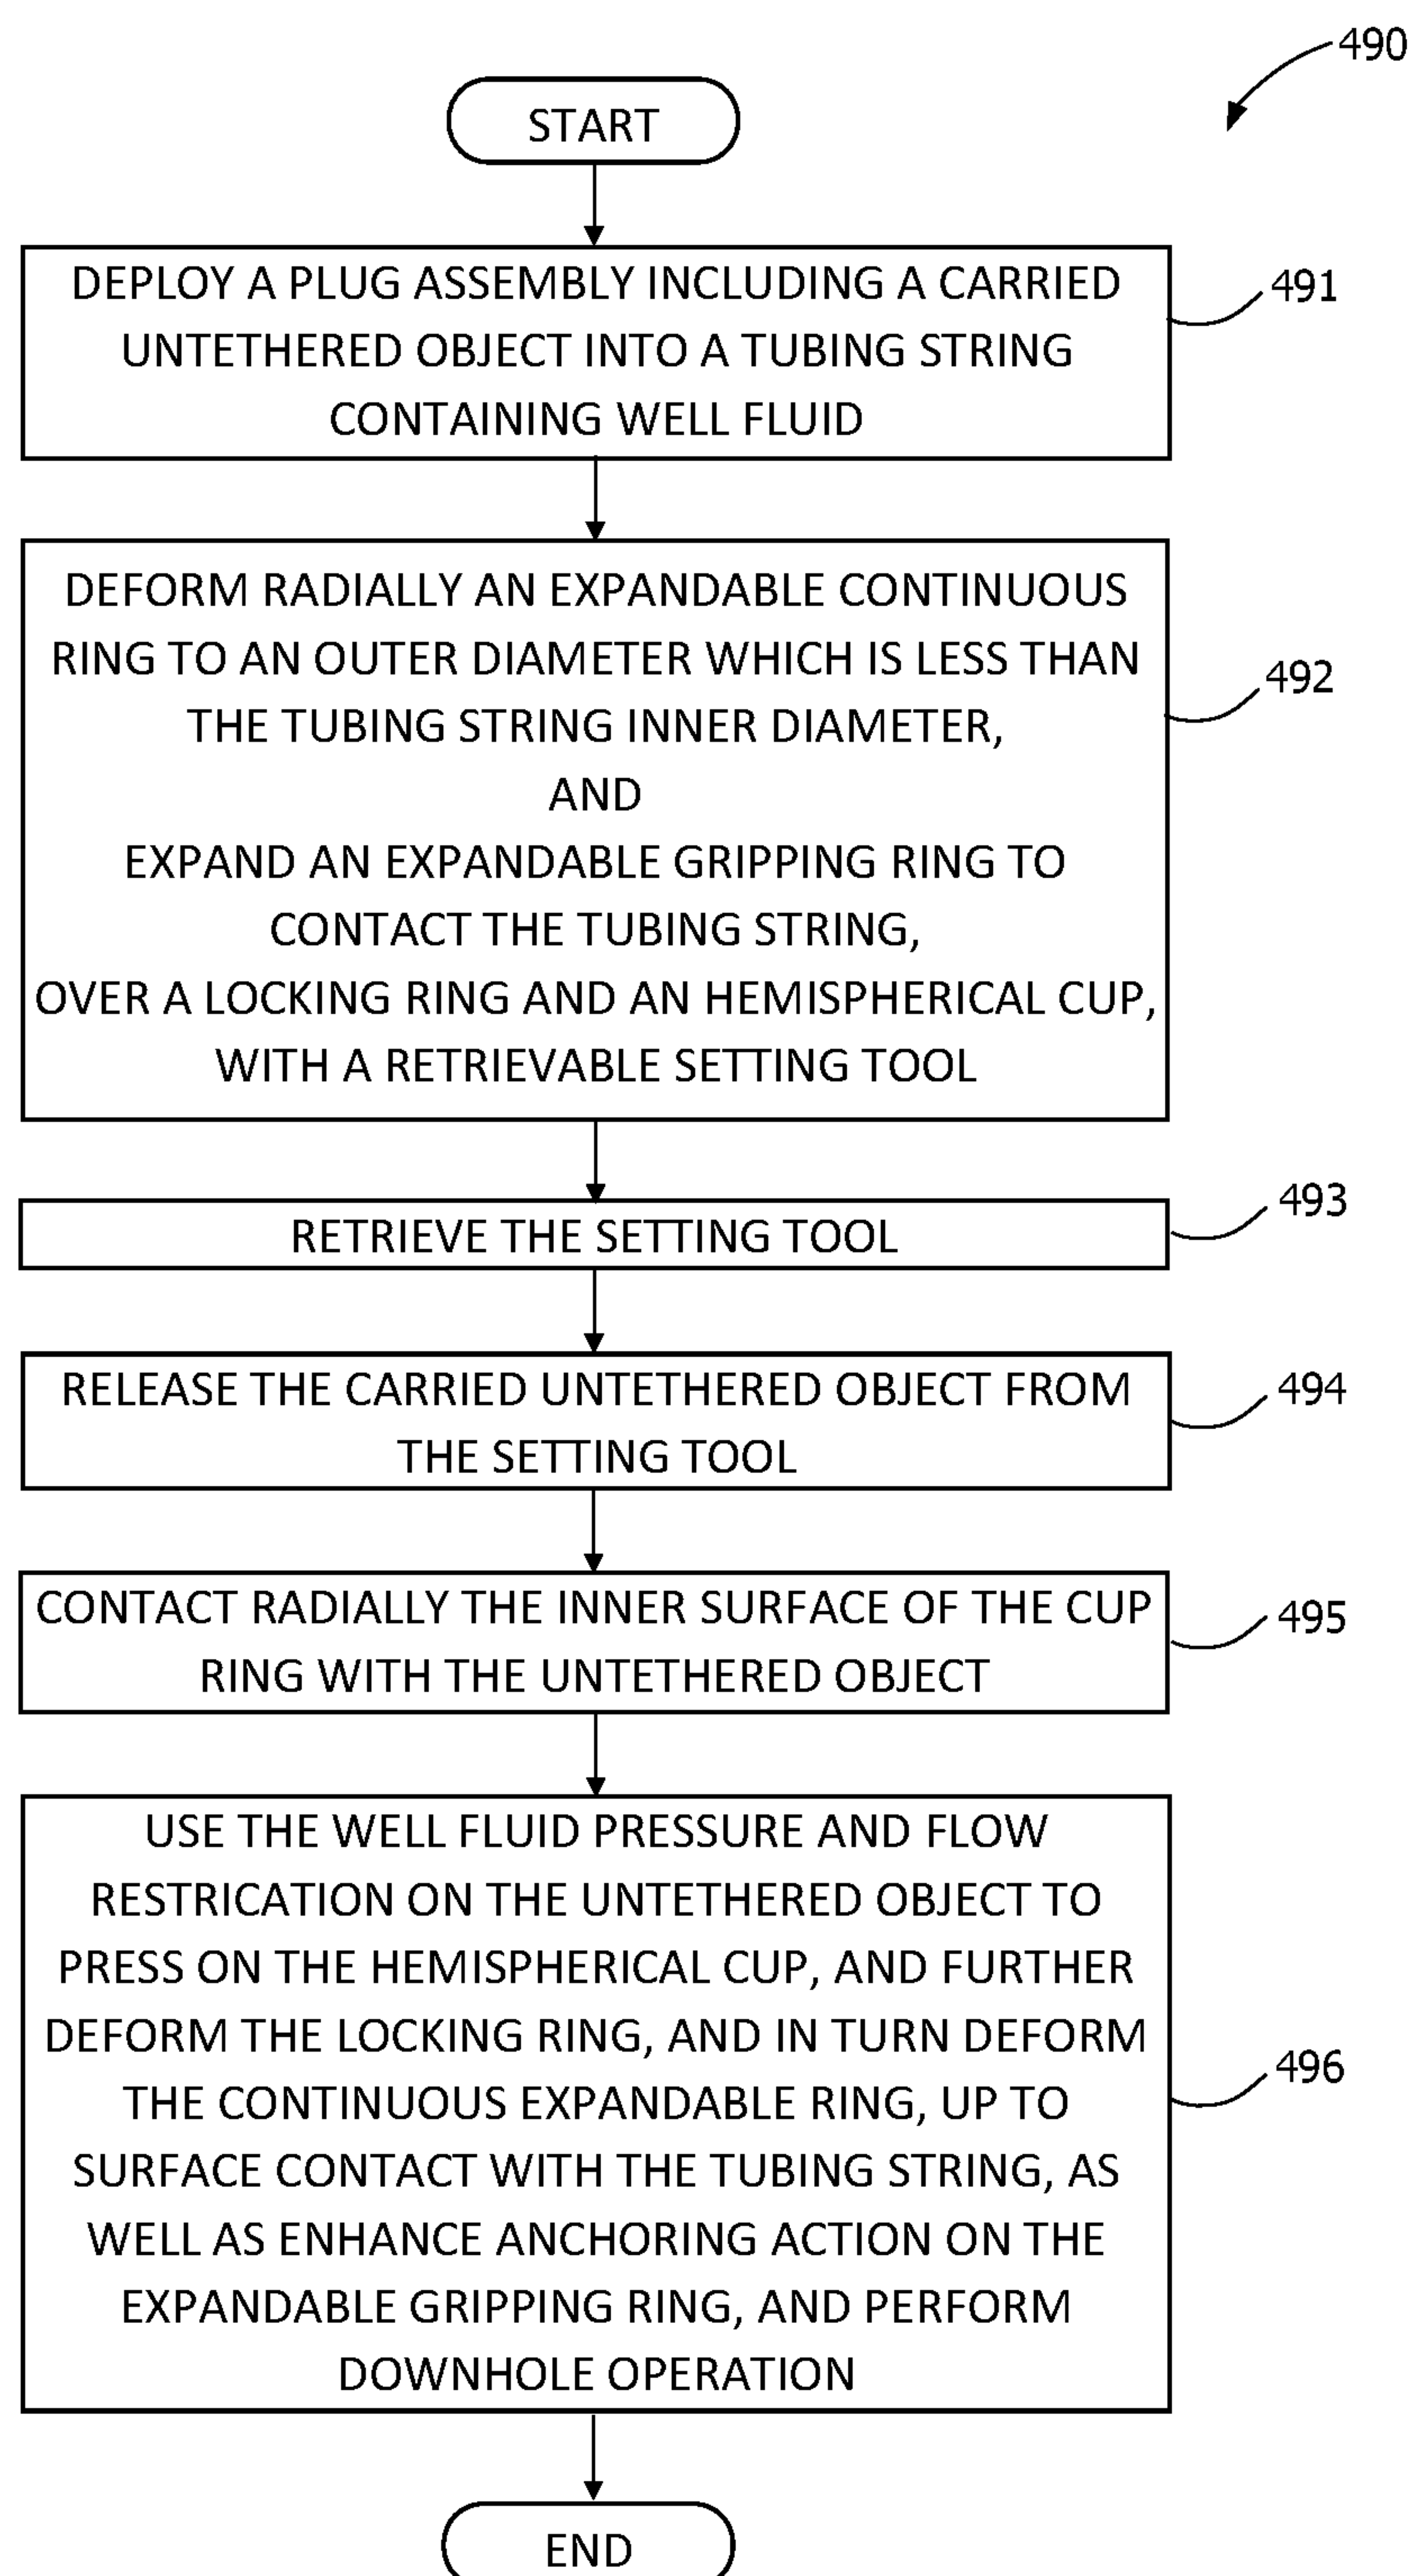 490
START
DEPLOY A PLUG ASSEMBLY INCLUDING A CARRIED
UNTETHERED OBJECT INTO A TUBING STRING
CONTAINING WELL FLUID
491
DEFORM RADIALLY AN EXPANDABLE CONTINUOUS
RING TO AN OUTER DIAMETER WHICH IS LESS THAN
THE TUBING STRING INNER DIAMETER,
AND
EXPAND AN EXPANDABLE GRIPPING RING TO
CONTACT THE TUBING STRING,
OVER A LOCKING RING AND AN HEMISPHERICAL CUP,
WITH A RETRIEVABLE SETTING TOOL
492
RETRIEVE THE SETTING TOOL
493
RELEASE THE CARRIED UNTETHERED OBJECT FROM
THE SETTING TOOL
494
CONTACT RADIALLY THE INNER SURFACE OF THE CUP
RING WITH THE UNTETHERED OBJECT
495
USE THE WELL FLUID PRESSURE AND FLOW
RESTRICATION ON THE UNTETHERED OBJECT TO
PRESS ON THE HEMISPHERICAL CUP, AND FURTHER
DEFORM THE LOCKING RING, AND IN TURN DEFORM
THE CONTINUOUS EXPANDABLE RING, UP TO
SURFACE CONTACT WITH THE TUBING STRING, AS
WELL AS ENHANCE ANCHORING ACTION ON THE
EXPANDABLE GRIPPING RING, AND PERFORM
DOWNHOLE OPERATION
496
END